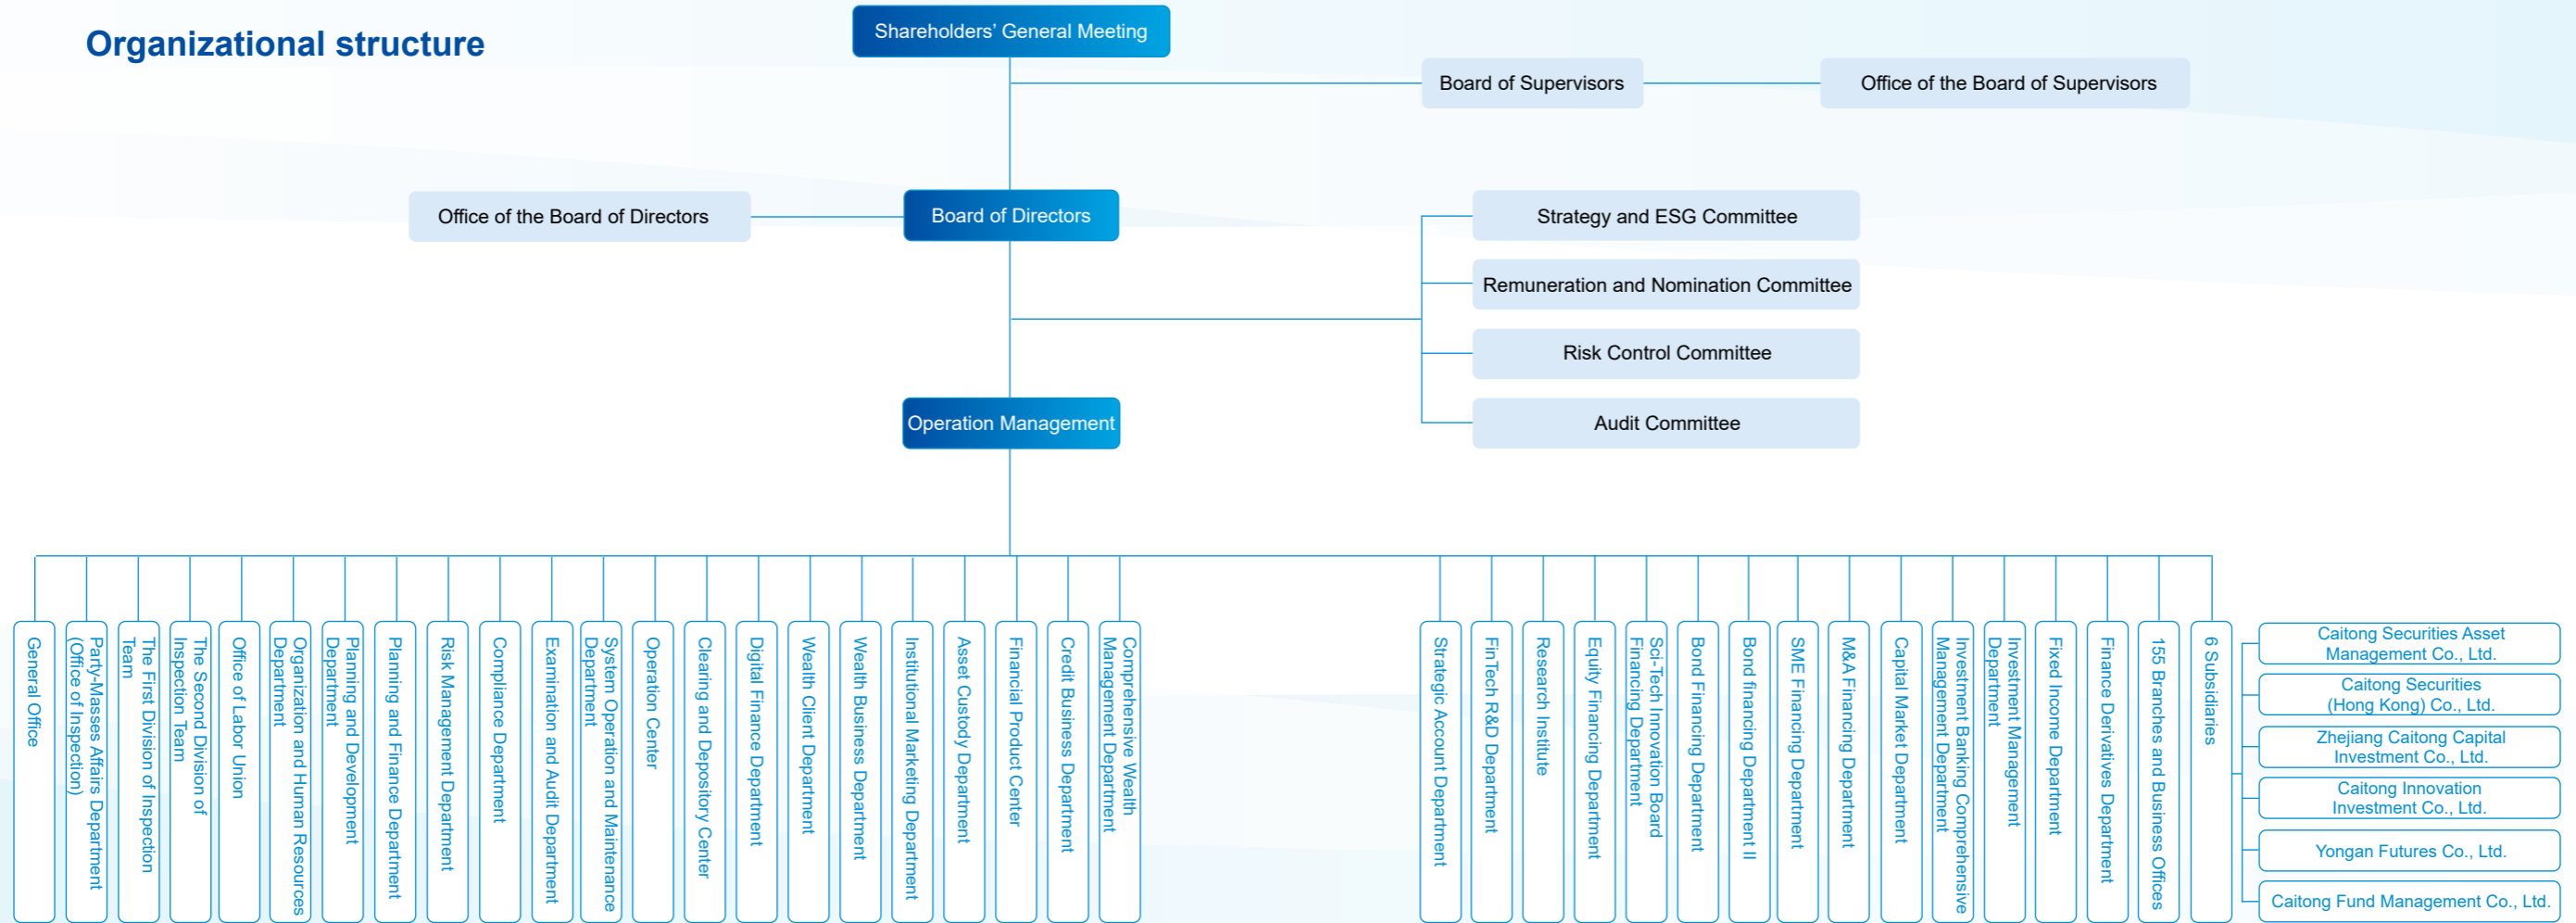 Organizational structure
Shareholders’ General Meeting
Board of Supervisors
Office of the Board of Supervisors
Office of the Board of Directors
Board of Directors
Strategy and ESG Committee
Remuneration and Nomination Committee
Risk Control Committee
Operation Management
Audit Committee
General Office
Party-Masses Affairs Department
(Office of Inspection)
The First Division of Inspection
Team
The Second Division of
Inspection Team
Office of Labor Union
Organization and Human Resources
Department
Planning and Development
Department
Planning and Finance Department
Risk Management Department
Compliance Department
Examination and Audit Department
System Operation and Maintenance
Department
Operation Center
Clearing and Depository Center
Digital Finance Department
Wealth Client Department
Wealth Business Department
Institutional Marketing Department
Asset Custody Department
Financial Product Center
Credit Business Department
Comprehensive Wealth
Management Department
Strategic Account Department
FinTech R&D Department
Research Institute
Equity Financing Department
Sci-Tech Innovation Board
Financing Department
Bond Financing Department
Bond financing Department II
SME Financing Department
M&A Financing Department
Capital Market Department
Investment Banking Comprehensive
Management Department
Investment Management
Department
Fixed Income Department
Finance Derivatives Department
155 Branches and Business Offices
6 Subsidiaries
Caitong Securities Asset
Management Co., Ltd.
Caitong Securities
(Hong Kong) Co., Ltd.
Zhejiang Caitong Capital
Investment Co., Ltd.
Caitong Innovation
Investment Co., Ltd.
Yongan Futures Co., Ltd.
Caitong Fund Management Co., Ltd.